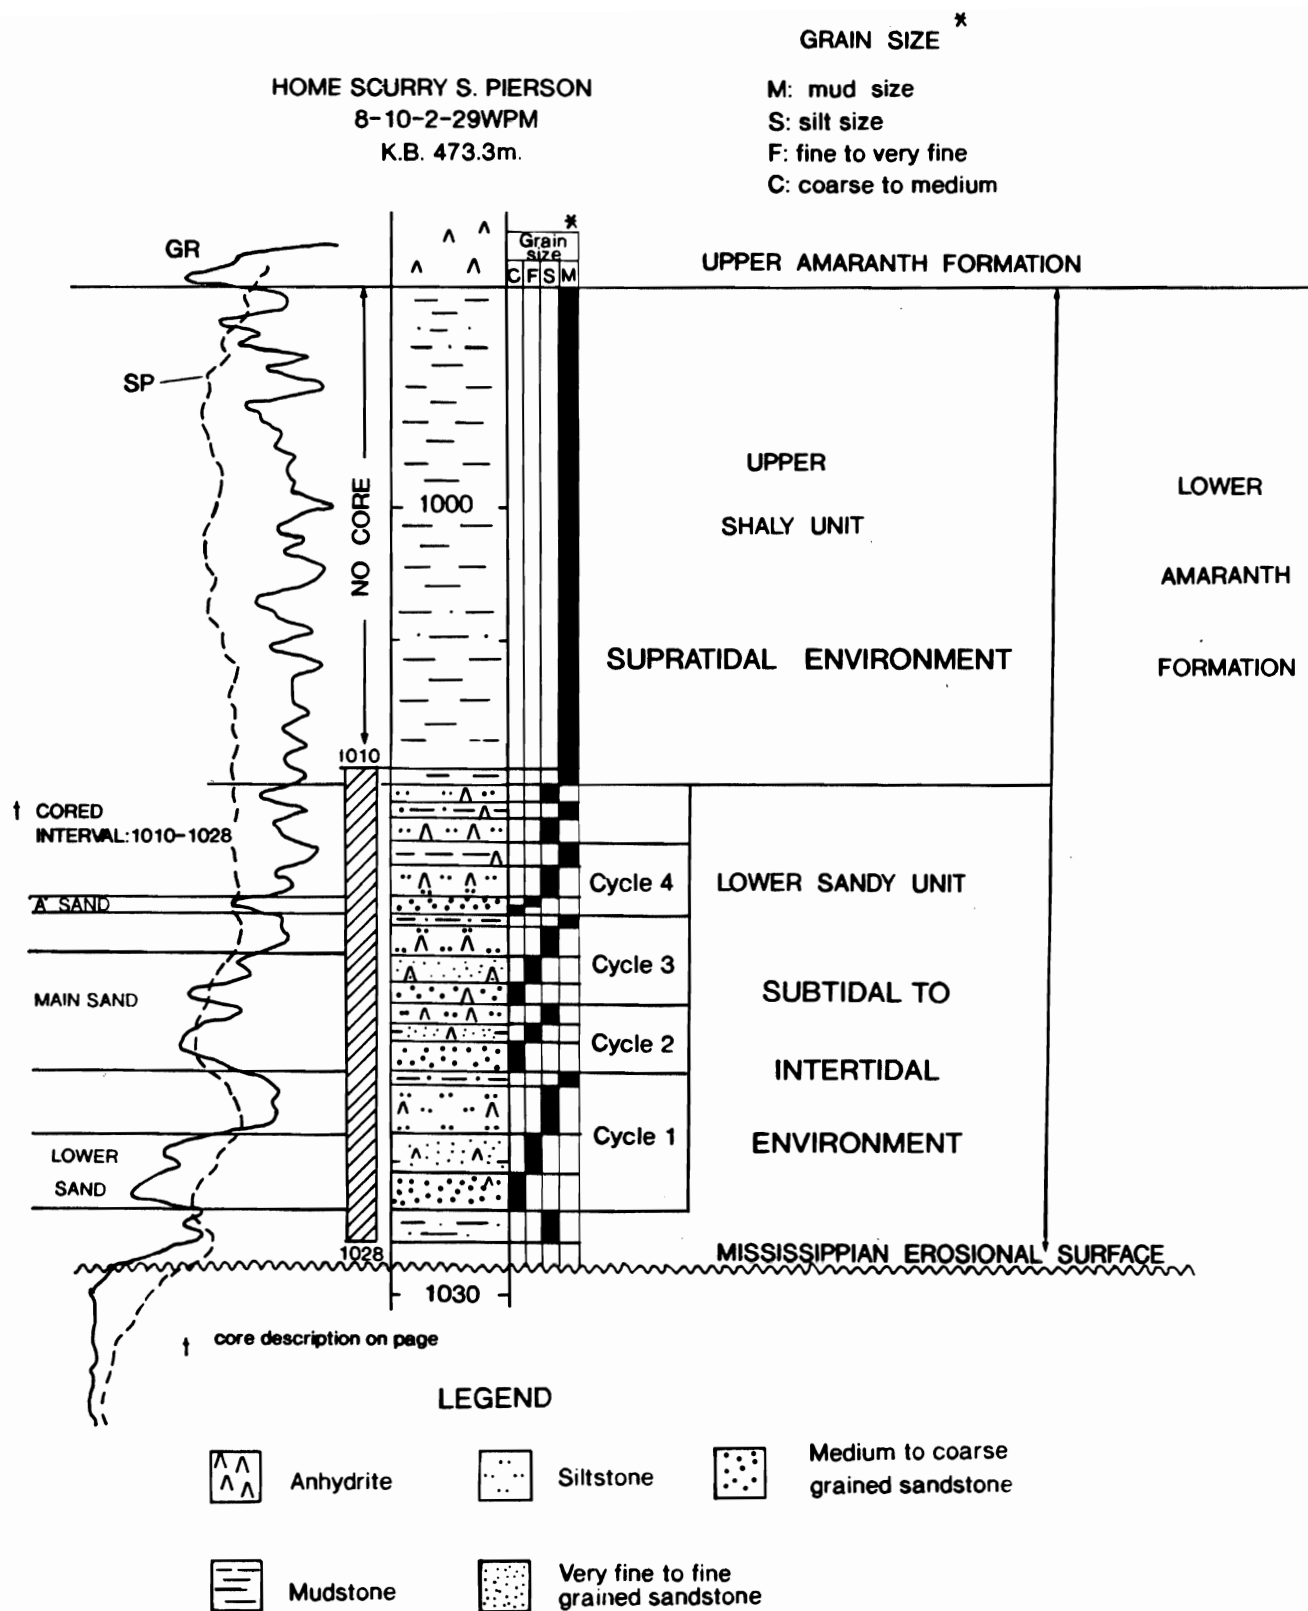 *
GRAIN SIZE
HOME SCURRY S. PIERSON
8-10-2-29WPM
K.B. 473.3m.
M: mud size
S: silt size
F: fine to very fine
C: coarse to medium
*
GR
Grain
size
C F S M
UPPER AMARANTH FORMATION
SP
NO CORE
1000
UPPER
SHALY UNIT
SUPRATIDAL ENVIRONMENT
LOWER
AMARANTH
FORMATION
1010
† CORED
INTERVAL:1010-1028
A' SAND
MAIN SAND
LOWER
SAND
Cycle 4
Cycle 3
Cycle 2
Cycle 1
LOWER SANDY UNIT
SUBTIDAL TO
INTERTIDAL
ENVIRONMENT
1028
MISSISSIPPIAN EROSIONAL SURFACE
1030
† core description on page
LEGEND
Anhydrite
Siltstone
Medium to coarse
grained sandstone
Mudstone
Very fine to fine
grained sandstone